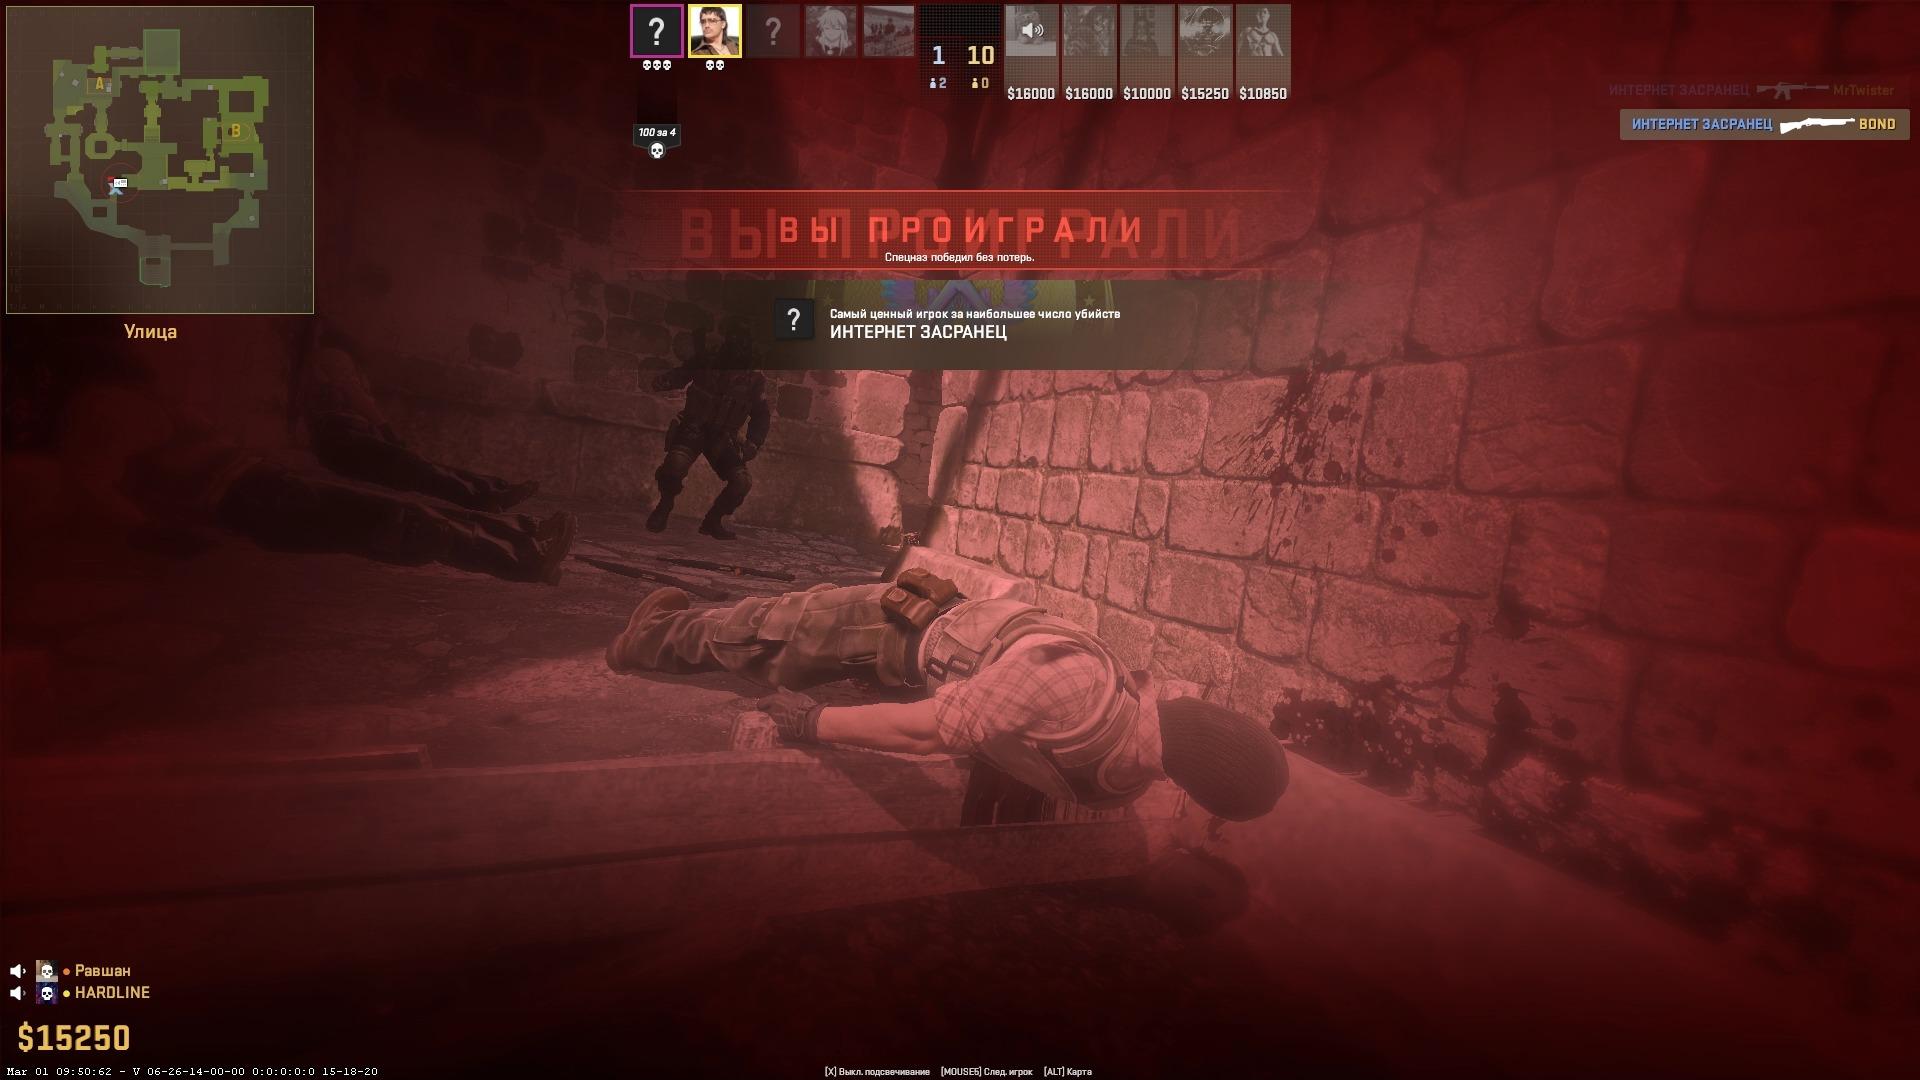 A
B
Улица
?
?
1 10
2 0
$16000 $16000 $10000 $15250 $10850
100 за 4
ИНТЕРНЕТ ЗАСРАНЕЦ MrTwister
ИНТЕРНЕТ ЗАСРАНЕЦ BOND
ВЫ ПРОИГРАЛИ
Спецназ победил без потерь.
?
Самый ценный игрок за наибольшее число убийств
ИНТЕРНЕТ ЗАСРАНЕЦ
Равшан
HARDLINE
$15250
Mar 01 09:50:62 - V 06-26-14-00-00 0:0:0:0:0 15-18-20
[X] Выкл. подсвечивание [MOUSE5] След. игрок [ALT] Карта